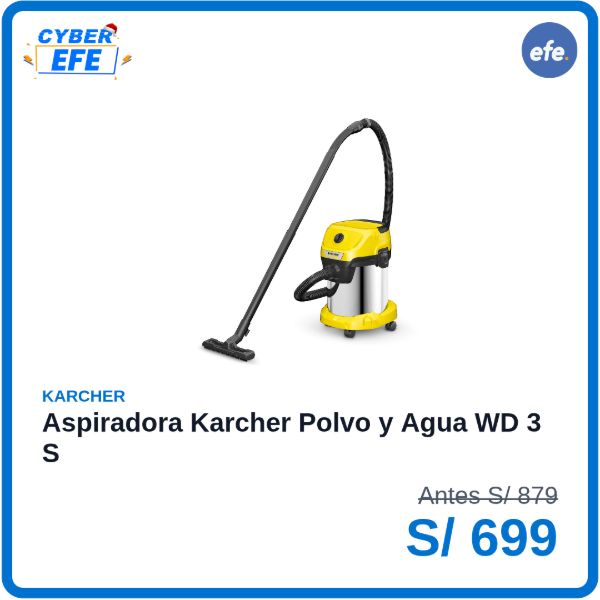 CYBER
EFE
efe.
KARCHER
Aspiradora Karcher Polvo y Agua WD 3
S
Antes S/ 879
S/ 699